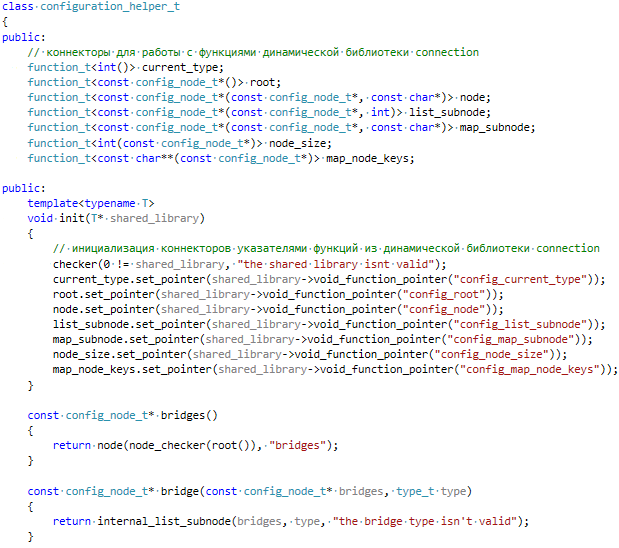 class configuration_helper_t
{
public:
    // коннекторы для работы с функциями динамической библиотеки connection
    function_t<int()> current_type;
    function_t<const config_node_t*()> root;
    function_t<const config_node_t*(const config_node_t*, const char*)> node;
    function_t<const config_node_t*(const config_node_t*, int)> list_subnode;
    function_t<const config_node_t*(const config_node_t*, const char*)> map_subnode;
    function_t<int(const config_node_t*)> node_size;
    function_t<const char**(const config_node_t*)> map_node_keys;

public:
    template<typename T>
    void init(T* shared_library)
    {
        // инициализация коннекторов указателями функций из динамической библиотеки connection
        checker(0 != shared_library, "the shared library isnt valid");
        current_type.set_pointer(shared_library->void_function_pointer("config_current_type"));
        root.set_pointer(shared_library->void_function_pointer("config_root"));
        node.set_pointer(shared_library->void_function_pointer("config_node"));
        list_subnode.set_pointer(shared_library->void_function_pointer("config_list_subnode"));
        map_subnode.set_pointer(shared_library->void_function_pointer("config_map_subnode"));
        node_size.set_pointer(shared_library->void_function_pointer("config_node_size"));
        map_node_keys.set_pointer(shared_library->void_function_pointer("config_map_node_keys"));
    }

    const config_node_t* bridges()
    {
        return node(node_checker(root()), "bridges");
    }

    const config_node_t* bridge(const config_node_t* bridges, type_t type)
    {
        return internal_list_subnode(bridges, type, "the bridge type isn't valid");
    }